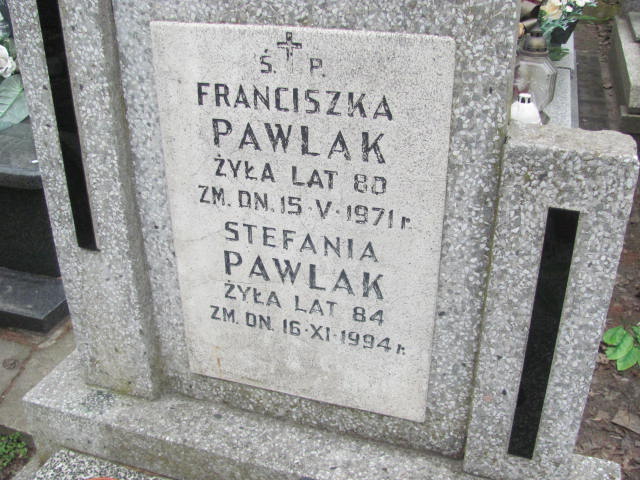 Ś. P.
FRANCISZKA
PAWLAK
ŻYŁA LAT 80
ZM. DN. 15·V·1971 r.
STEFANIA
PAWLAK
ŻYŁA LAT 84
ZM. DN. 16·XI·1994 r.